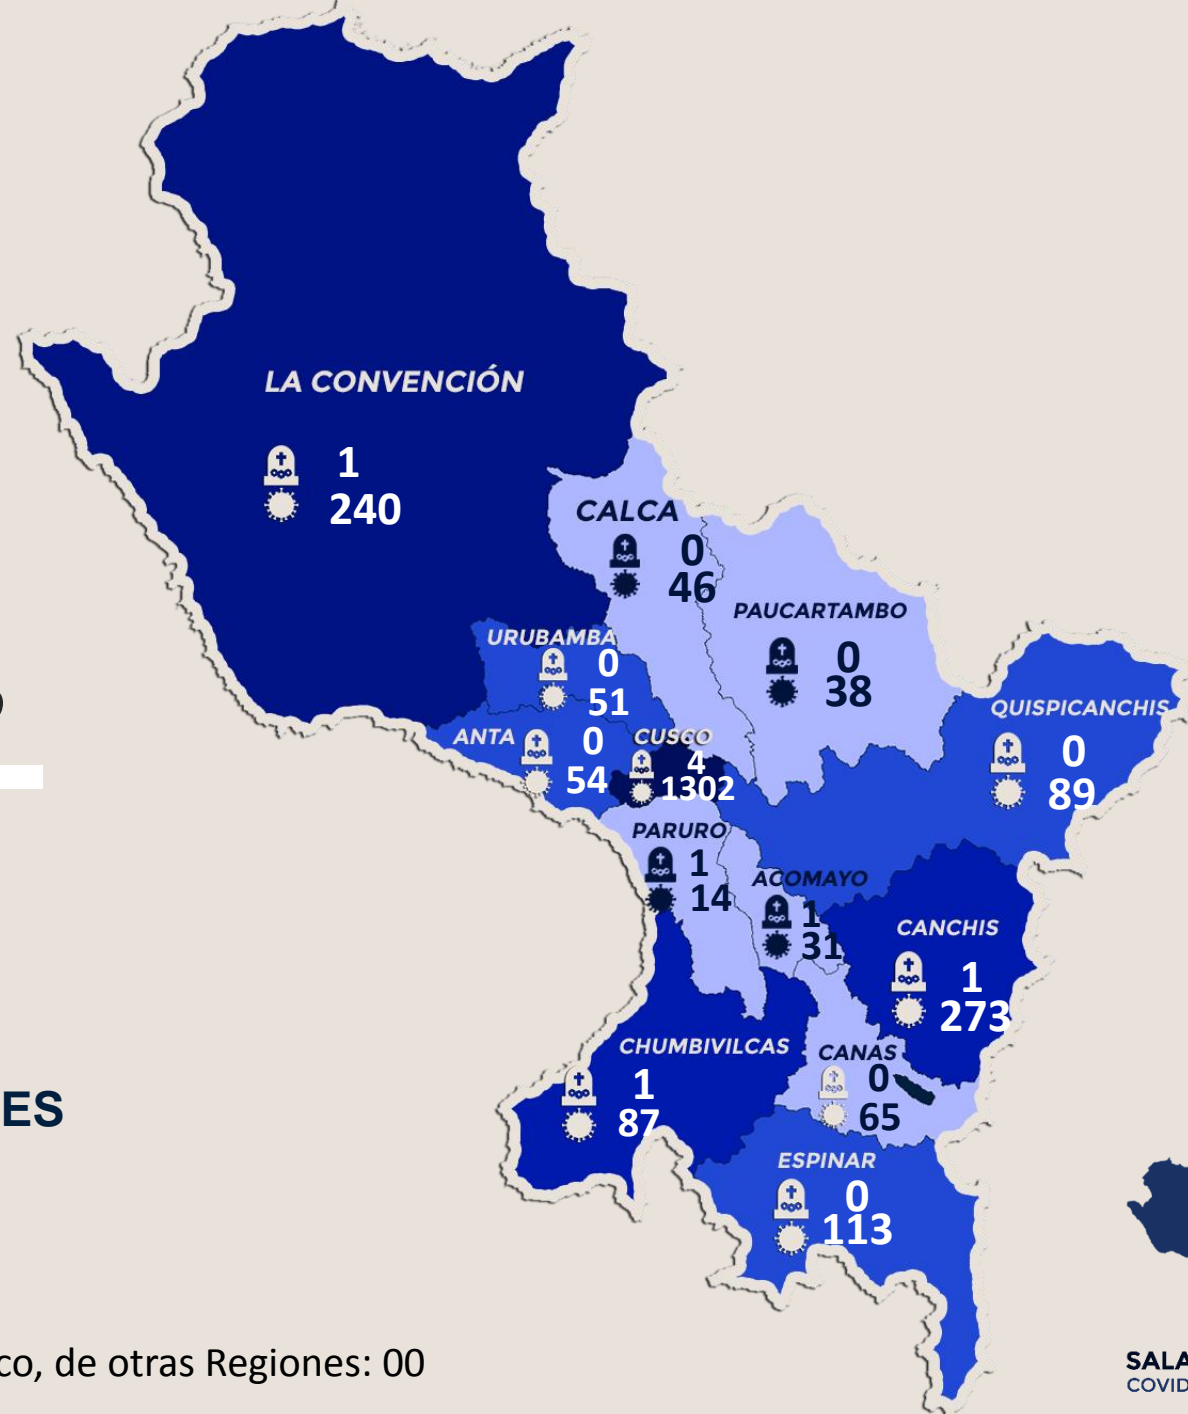 LA CONVENCIÓN
1
240
CALCA
0
46
PAUCARTAMBO
0
38
URUBAMBA
0
51
QUISPICANCHIS
0
89
ANTA
0
54
CUSCO
4
1302
PARURO
1
14
ACOMAYO
1
31
CANCHIS
1
273
CHUMBIVILCAS
1
87
CANAS
0
65
ES
ESPINAR
0
113
co, de otras Regiones: 00
SALA
COVID